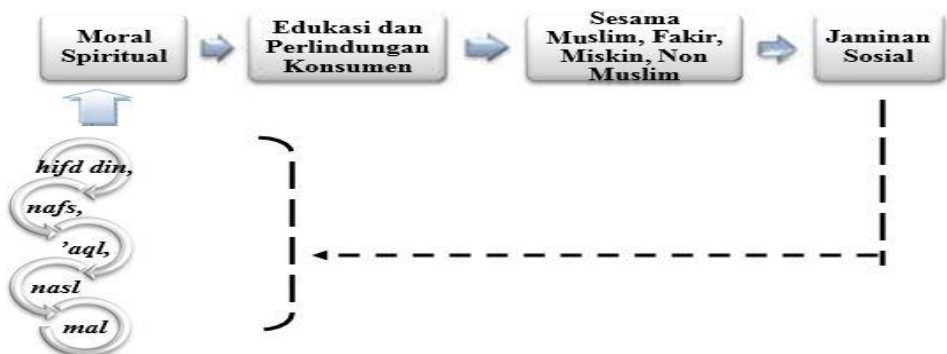 Moral
Spiritual
Edukasi dan
Perlindungan
Konsumen
Sesama
Muslim, Fakir,
Miskin, Non
Muslim
Jaminan
Sosial
hifd din,
nafs,
'aql,
nasl
mal